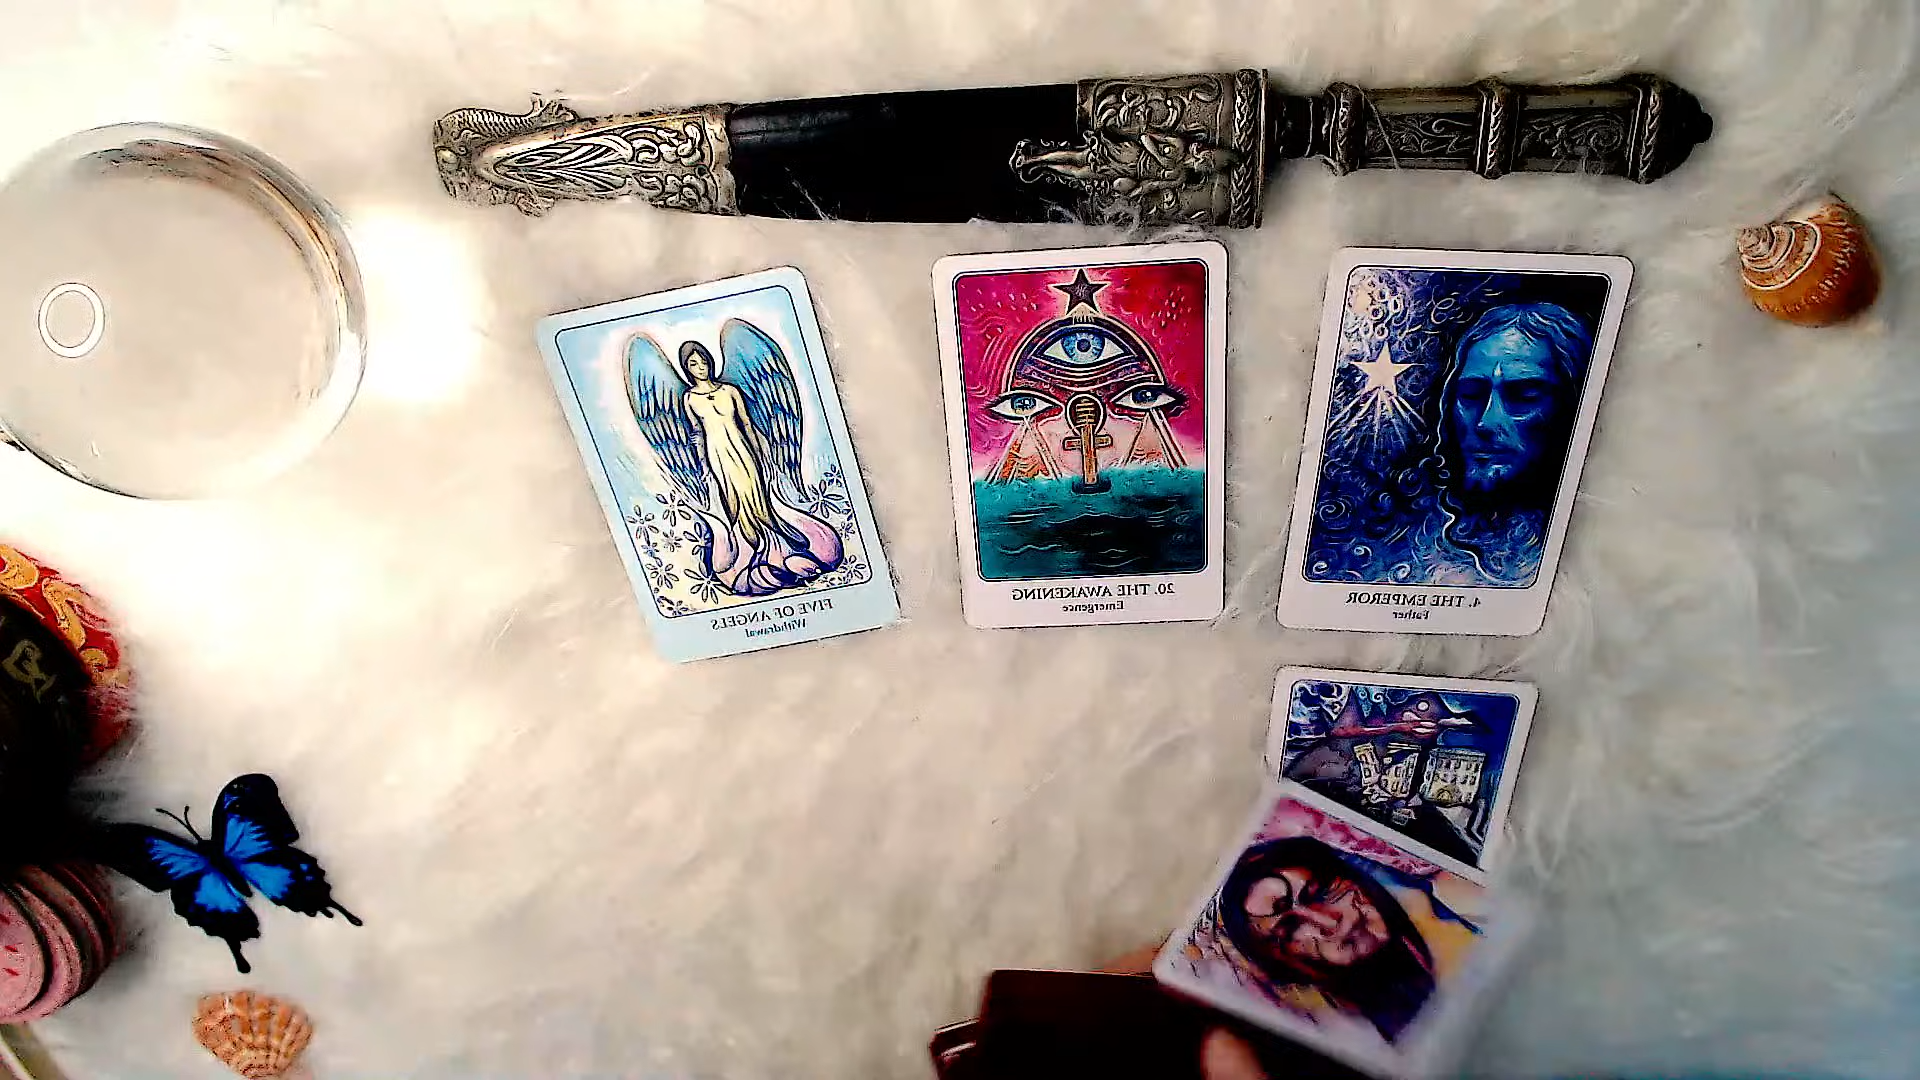 FIVE OF ANGELS
Withdrawal
20. THE AWAKENING
Emergence
4. THE EMPEROR
Father